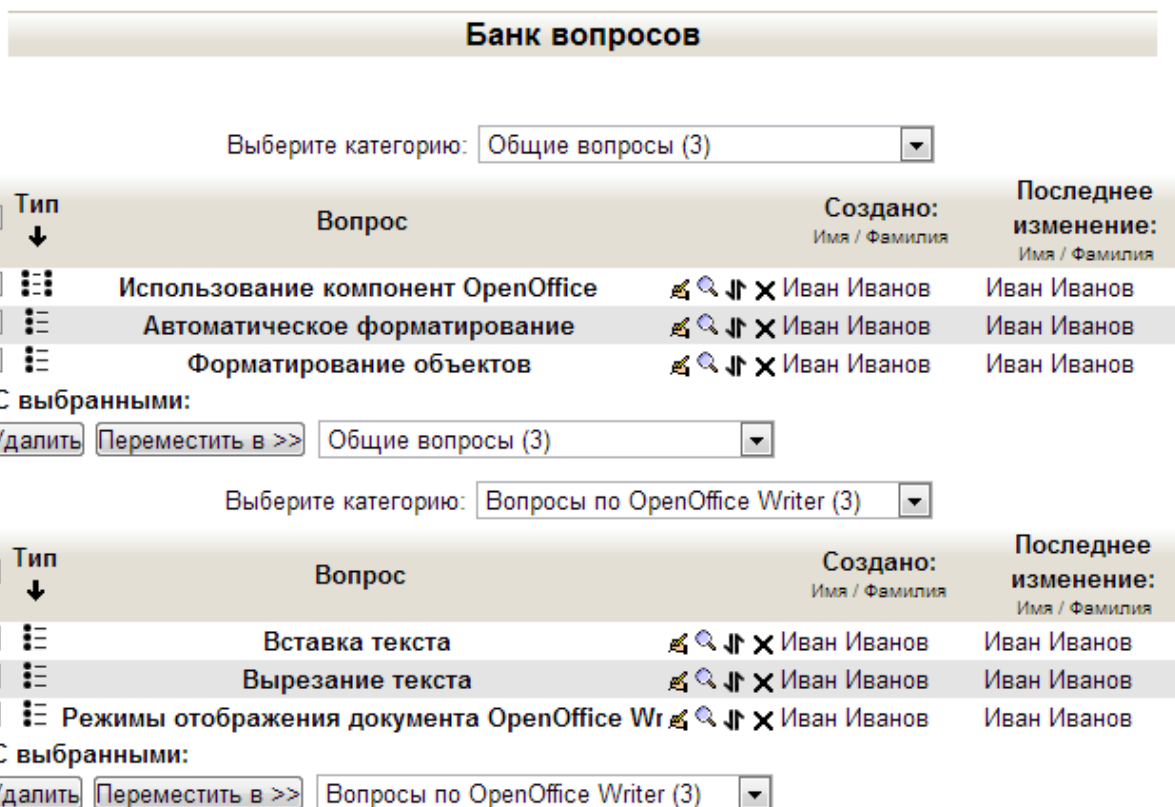 Банк вопросов
Выберите категорию: Общие вопросы (3)
Тип Вопрос Создано: Имя / Фамилия Последнее изменение: Имя / Фамилия
Использование компонент OpenOffice Иван Иванов Иван Иванов
Автоматическое форматирование Иван Иванов Иван Иванов
Форматирование объектов Иван Иванов Иван Иванов
С выбранными:
Удалить Переместить в >> Общие вопросы (3)
Выберите категорию: Вопросы по OpenOffice Writer (3)
Тип Вопрос Создано: Имя / Фамилия Последнее изменение: Имя / Фамилия
Вставка текста Иван Иванов Иван Иванов
Вырезание текста Иван Иванов Иван Иванов
Режимы отображения документа OpenOffice Wr Иван Иванов Иван Иванов
С выбранными:
Удалить Переместить в >> Вопросы по OpenOffice Writer (3)